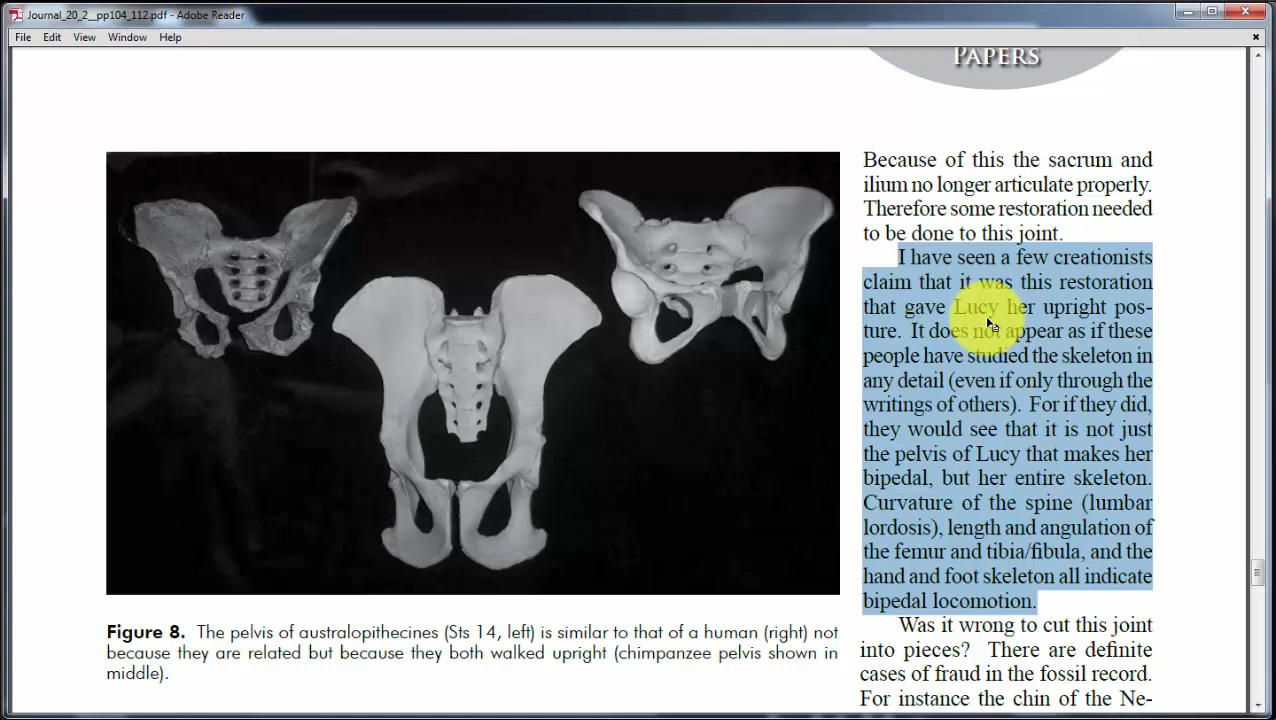 Journal_20_2__pp104_112.pdf - Adobe Reader
File Edit View Window Help
PAPERS
Because of this the sacrum and
ilium no longer articulate properly.
Therefore some restoration needed
to be done to this joint.
I have seen a few creationists
claim that it was this restoration
that gave Lucy her upright pos-
ture. It does not appear as if these
people have studied the skeleton in
any detail (even if only through the
writings of others). For if they did,
they would see that it is not just
the pelvis of Lucy that makes her
bipedal, but her entire skeleton.
Curvature of the spine (lumbar
lordosis), length and angulation of
the femur and tibia/fibula, and the
hand and foot skeleton all indicate
bipedal locomotion.
Was it wrong to cut this joint
into pieces? There are definite
cases of fraud in the fossil record.
For instance the chin of the Ne-
Figure 8. The pelvis of australopithecines (Sts 14, left) is similar to that of a human (right) not
because they are related but because they both walked upright (chimpanzee pelvis shown in
middle).